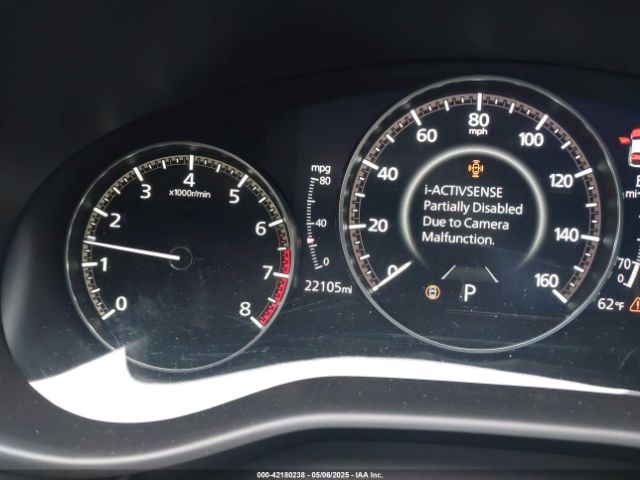 0
1
2
3
4
5
6
7
8
x1000r/min
mpg
80
40
0
22105mi
0
20
40
60
80
100
120
140
160
mph
i-ACTIVSENSE
Partially Disabled
Due to Camera
Malfunction.
P
mi
70
0
62°F
000-42180238 - 05/06/2025 - IAA Inc.